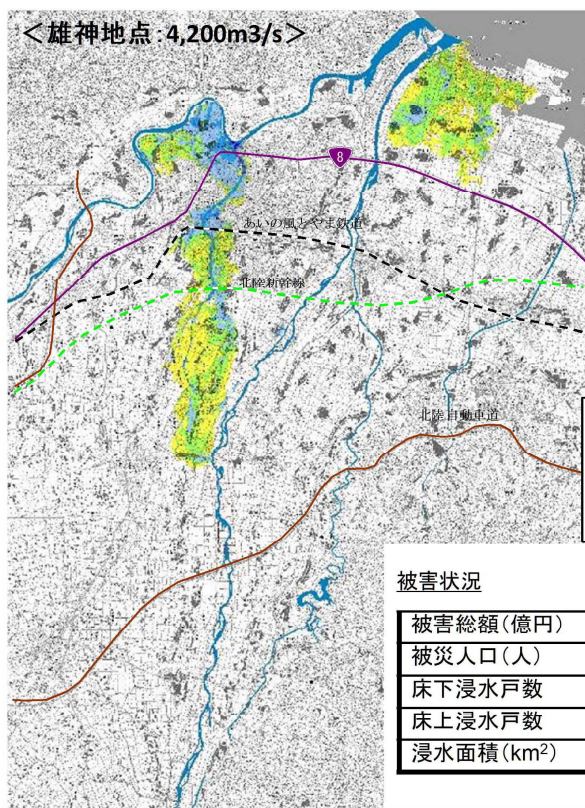 ＜雄神地点：4,200m3/s＞
8
あいの風とやま鉄道
北陸新幹線
北陸自動車道
被害状況
被害総額(億円)
被災人口(人)
床下浸水戸数
床上浸水戸数
浸水面積(km²)